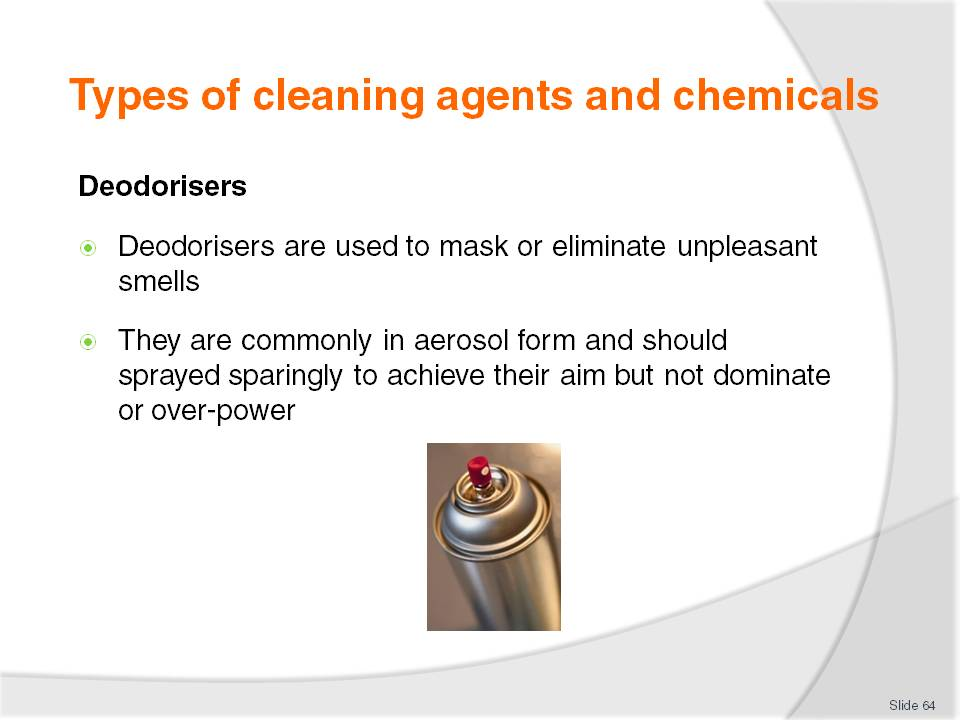 Types of cleaning agents and chemicals
Deodorisers
Deodorisers are used to mask or eliminate unpleasant
smells
They are commonly in aerosol form and should
sprayed sparingly to achieve their aim but not dominate
or over-power
Slide 64